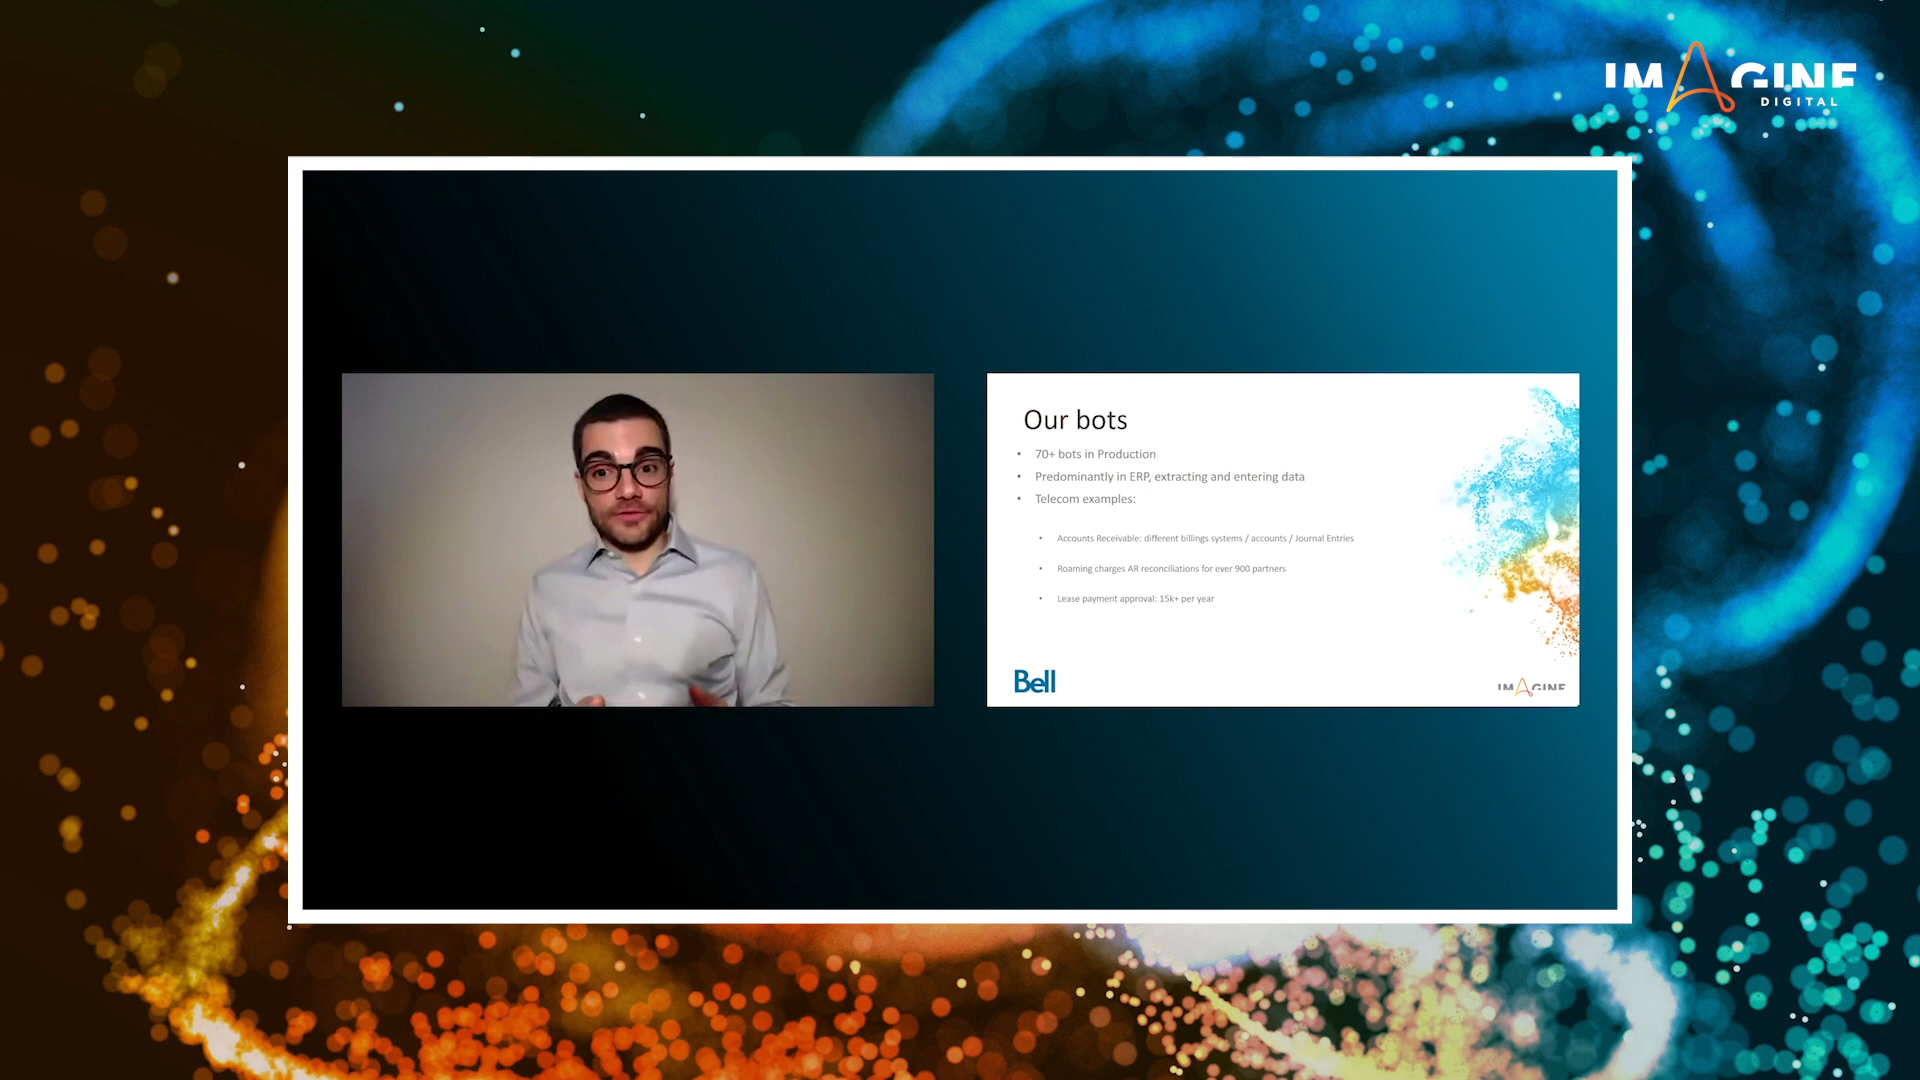 IMAGINE
DIGITAL
Our bots
• 70+ bots in Production
• Predominantly in ERP, extracting and entering data
• Telecom examples:
• Accounts Receivable: different billings systems / accounts / Journal Entries
• Roaming charges AR reconciliations for ever 900 partners
• Lease payment approval: 15k+ per year
Bell
IMAGINE